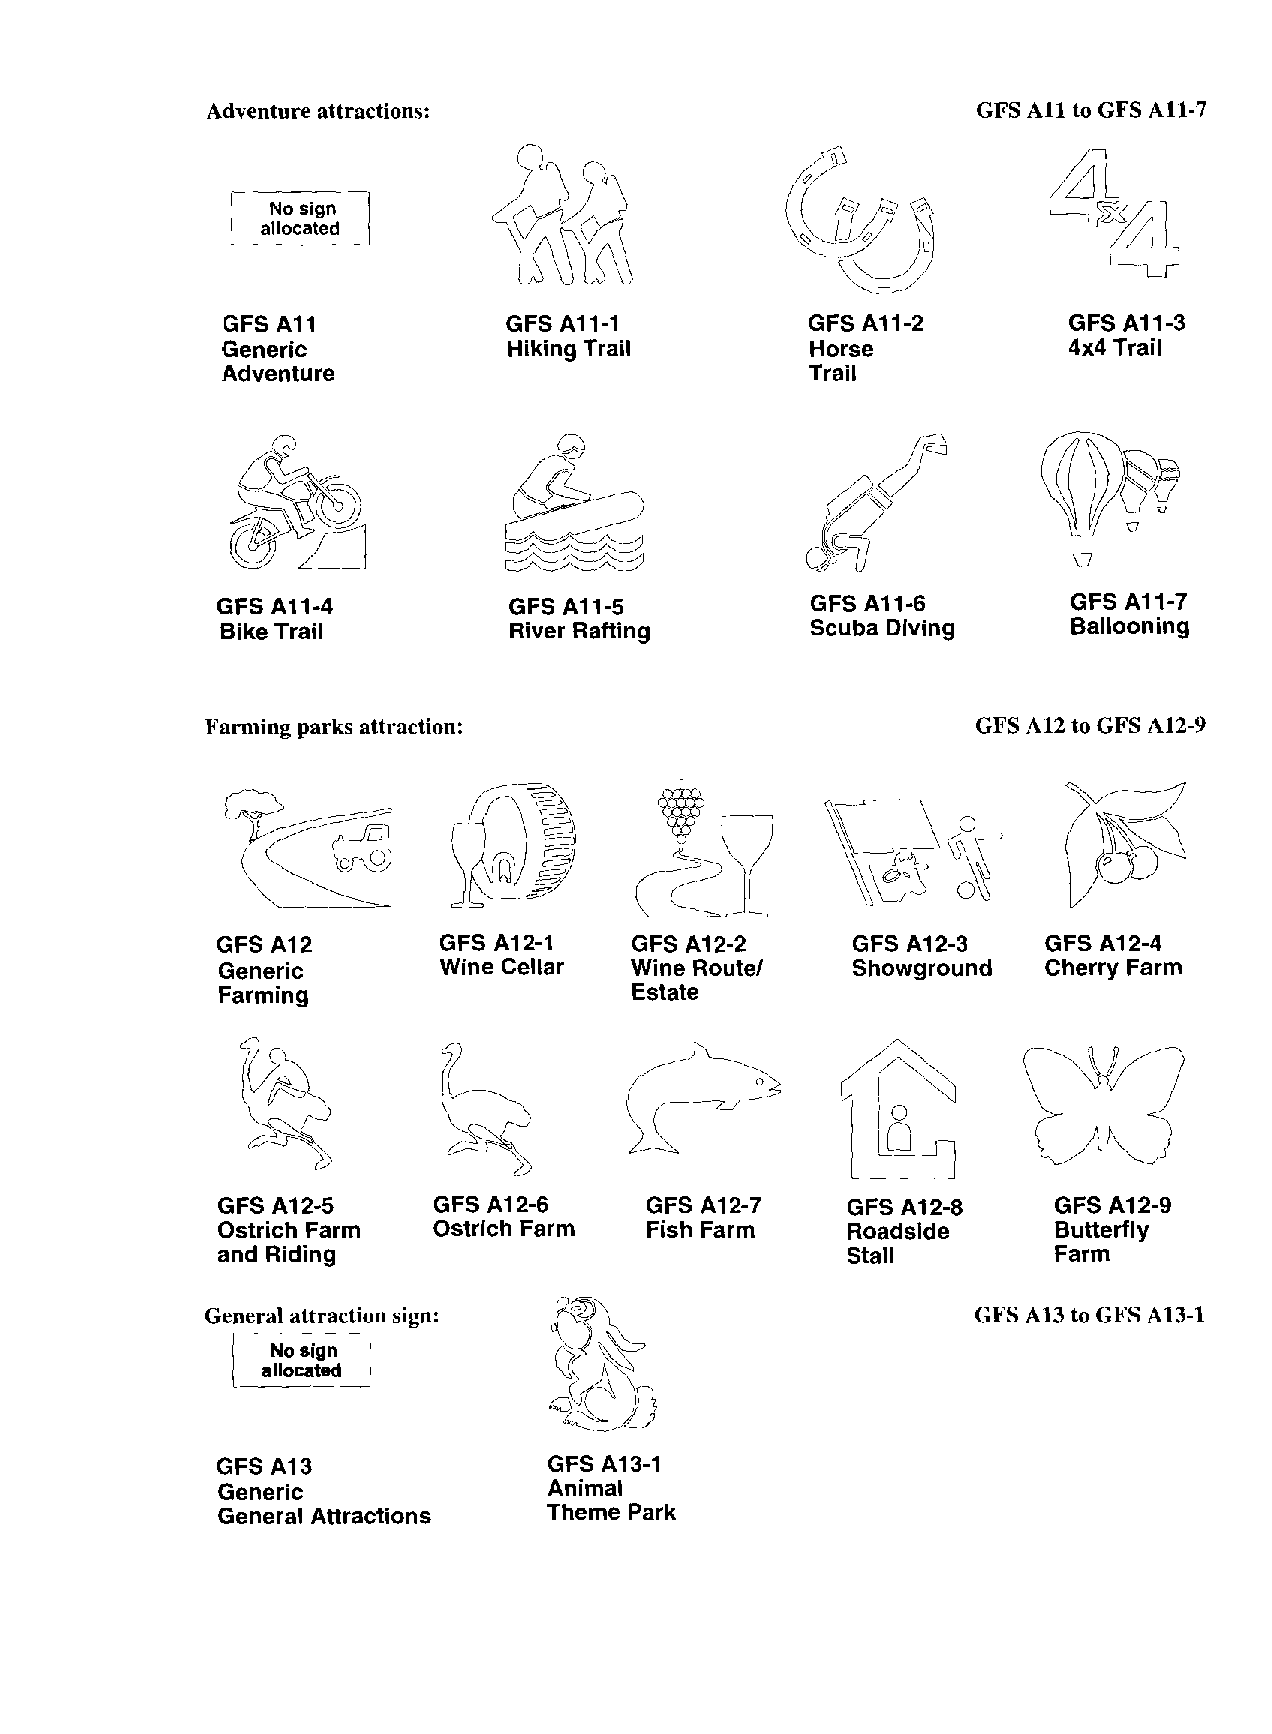 Adventure attractions: GFS A11 to GFS A11-7
No sign
allocated
4x4
GFS A11 GFS A11-1 GFS A11-2 GFS A11-3
Generic Hiking Trail Horse 4x4 Trail
Adventure Trail
GFS A11-4 GFS A11-5 GFS A11-6 GFS A11-7
Bike Trail River Rafting Scuba Diving Ballooning
Farming parks attraction: GFS A12 to GFS A12-9
GFS A12 GFS A12-1 GFS A12-2 GFS A12-3 GFS A12-4
Generic Wine Cellar Wine Route/ Showground Cherry Farm
Farming Estate
GFS A12-5 GFS A12-6 GFS A12-7 GFS A12-8 GFS A12-9
Ostrich Farm Ostrich Farm Fish Farm Roadside Butterfly
and Riding Stall Farm
General attraction sign: GFS A13 to GFS A13-1
No sign
allocated
GFS A13 GFS A13-1
Generic Animal
General Attractions Theme Park